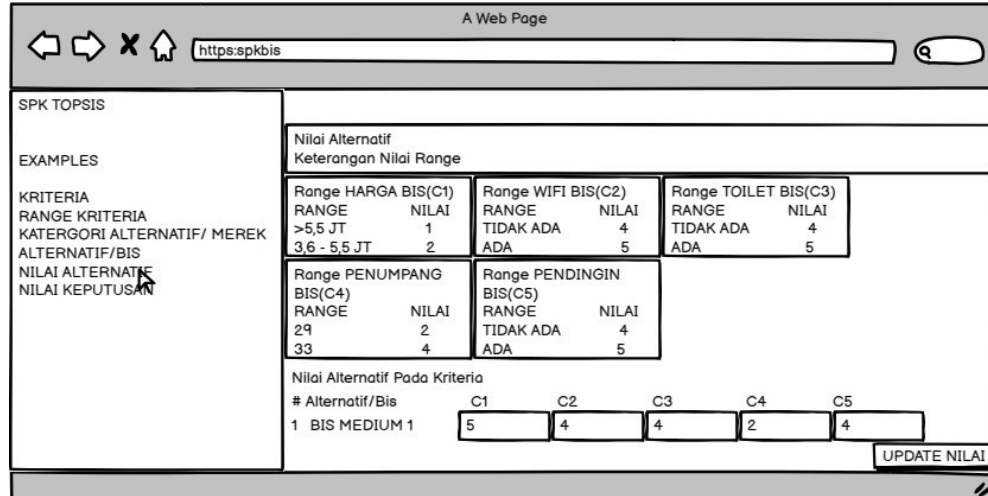 A Web Page
https:spkbis
SPK TOPSIS
EXAMPLES
KRITERIA
RANGE KRITERIA
KATERGORI ALTERNATIF/ MEREK
ALTERNATIF/BIS
NILAI ALTERNATIF
NILAI KEPUTUSAN
Nilai Alternatif
Keterangan Nilai Range
Range HARGA BIS(C1)
RANGE NILAI
>5,5 JT 1
3,6 - 5,5 JT 2
Range WIFI BIS(C2)
RANGE NILAI
TIDAK ADA 4
ADA 5
Range TOILET BIS(C3)
RANGE NILAI
TIDAK ADA 4
ADA 5
Range PENUMPANG
BIS(C4)
RANGE NILAI
29 2
33 4
Range PENDINGIN
BIS(C5)
RANGE NILAI
TIDAK ADA 4
ADA 5
Nilai Alternatif Pada Kriteria
# Alternatif/Bis C1 C2 C3 C4 C5
1 BIS MEDIUM 1 5 4 4 2 4
UPDATE NILAI